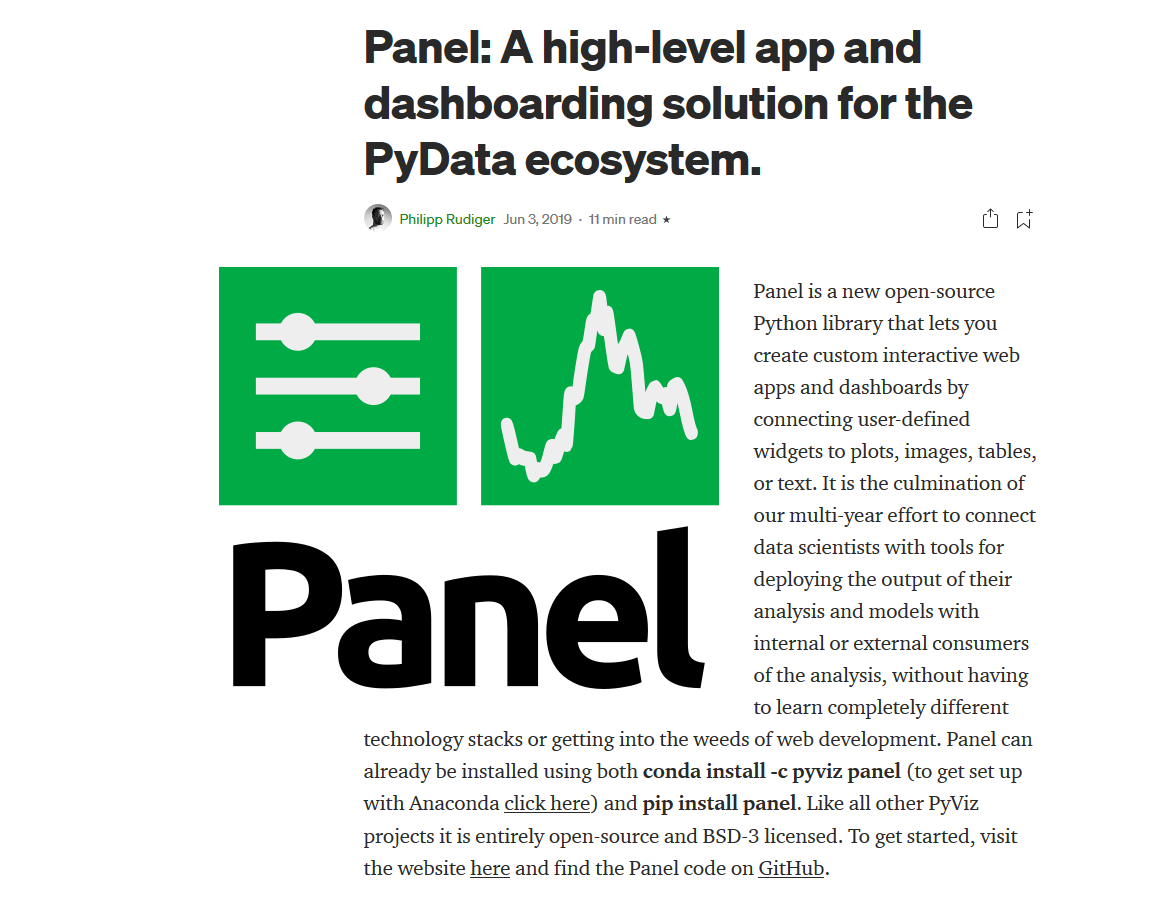 Panel: A high-level app and
dashboarding solution for the
PyData ecosystem.
Philipp Rudiger Jun 3, 2019 · 11 min read ★
Panel
Panel is a new open-source
Python library that lets you
create custom interactive web
apps and dashboards by
connecting user-defined
widgets to plots, images, tables,
or text. It is the culmination of
our multi-year effort to connect
data scientists with tools for
deploying the output of their
analysis and models with
internal or external consumers
of the analysis, without having
to learn completely different
technology stacks or getting into the weeds of web development. Panel can
already be installed using both conda install -c pyviz panel (to get set up
with Anaconda click here) and pip install panel. Like all other PyViz
projects it is entirely open-source and BSD-3 licensed. To get started, visit
the website here and find the Panel code on GitHub.